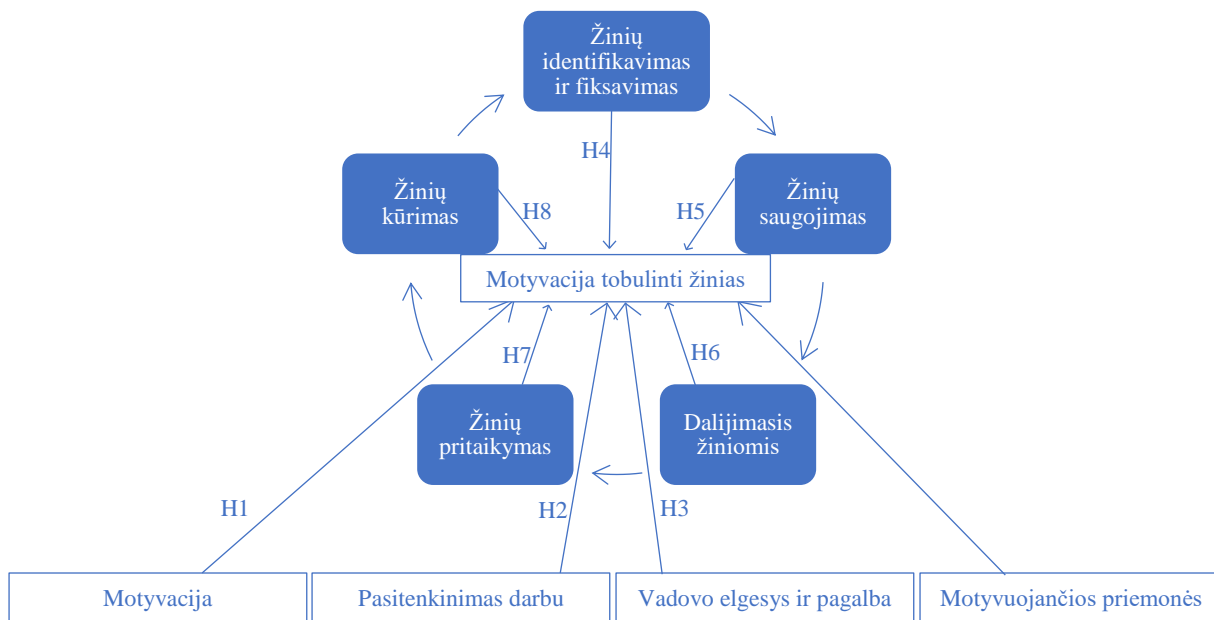 Žinių
identifikavimas
ir fiksavimas
H4
Žinių
kūrimas
H8
H5
Žinių
saugojimas
Motyvacija tobulinti žinias
H7
H6
Žinių
pritaikymas
Dalijimasis
žiniomis
H1
H2
H3
Motyvacija
Pasitenkinimas darbu
Vadovo elgesys ir pagalba
Motyvuojančios priemonės